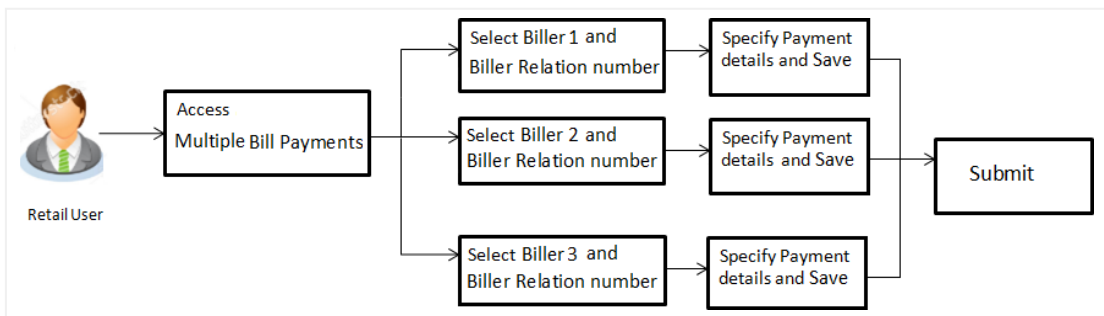 Retail User
Access
Multiple Bill Payments
Select Biller 1 and
Biller Relation number
Specify Payment
details and Save
Select Biller 2 and
Biller Relation number
Specify Payment
details and Save
Select Biller 3 and
Biller Relation number
Specify Payment
details and Save
Submit